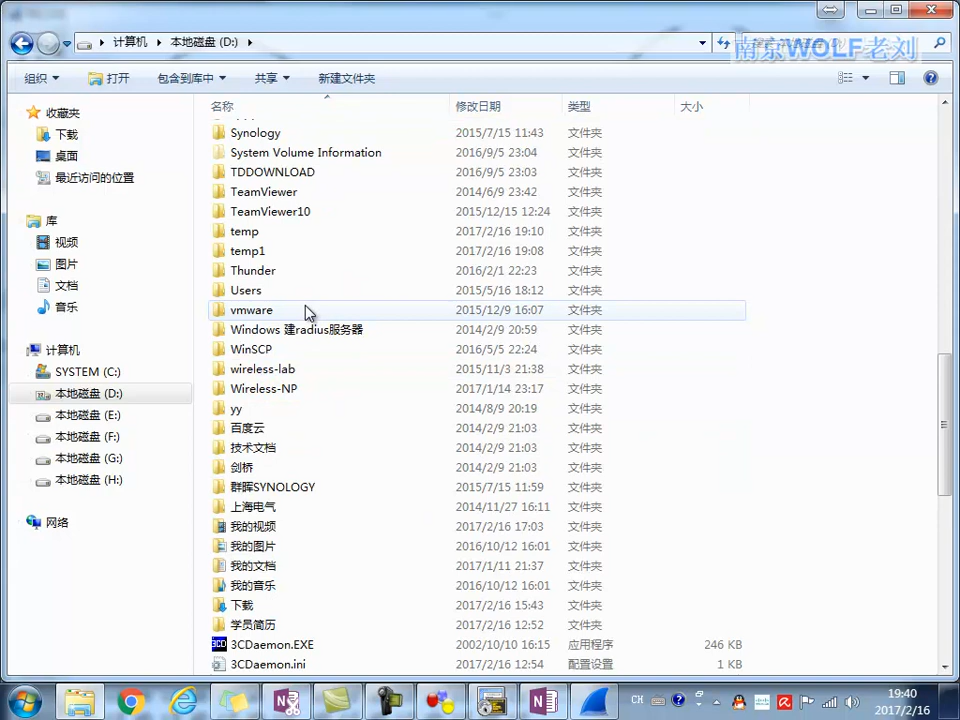 计算机 ▸ 本地磁盘 (D:) ▸
南京WOLF老刘
组织 打开 包含到库中 共享 新建文件夹
名称 修改日期 类型 大小
收藏夹
下载
桌面
最近访问的位置
库
视频
图片
文档
音乐
计算机
SYSTEM (C:)
本地磁盘 (D:)
本地磁盘 (E:)
本地磁盘 (F:)
本地磁盘 (G:)
本地磁盘 (H:)
网络
Synology 2015/7/15 11:43 文件夹
System Volume Information 2016/9/5 23:04 文件夹
TDDOWNLOAD 2016/9/5 23:03 文件夹
TeamViewer 2014/6/9 23:42 文件夹
TeamViewer10 2015/12/15 12:24 文件夹
temp 2017/2/16 19:10 文件夹
temp1 2017/2/16 19:08 文件夹
Thunder 2016/2/1 22:23 文件夹
Users 2015/5/16 18:12 文件夹
vmware 2015/12/9 16:07 文件夹
Windows 建radius服务器 2014/2/9 20:59 文件夹
WinSCP 2016/5/5 22:24 文件夹
wireless-lab 2015/11/3 21:38 文件夹
Wireless-NP 2017/1/14 23:17 文件夹
yy 2014/8/9 20:19 文件夹
百度云 2014/2/9 21:03 文件夹
技术文档 2014/2/9 21:03 文件夹
剑桥 2014/2/9 21:03 文件夹
群晖SYNOLOGY 2015/7/15 11:59 文件夹
上海电气 2014/11/27 16:11 文件夹
我的视频 2017/2/16 17:03 文件夹
我的图片 2016/10/12 16:01 文件夹
我的文档 2017/1/11 21:37 文件夹
我的音乐 2016/10/12 16:01 文件夹
下载 2017/2/16 15:43 文件夹
学员简历 2017/2/16 12:52 文件夹
3CDaemon.EXE 2002/10/10 16:15 应用程序 246 KB
3CDaemon.ini 2017/2/16 12:54 配置设置 1 KB
CH
19:40
2017/2/16